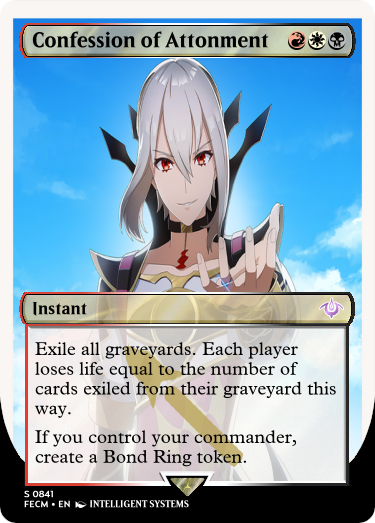 Confession of Attonment
Instant
Exile all graveyards. Each player
loses life equal to the number of
cards exiled from their graveyard this
way.
If you control your commander,
create a Bond Ring token.
S 0841
FECM • EN INTELLIGENT SYSTEMS